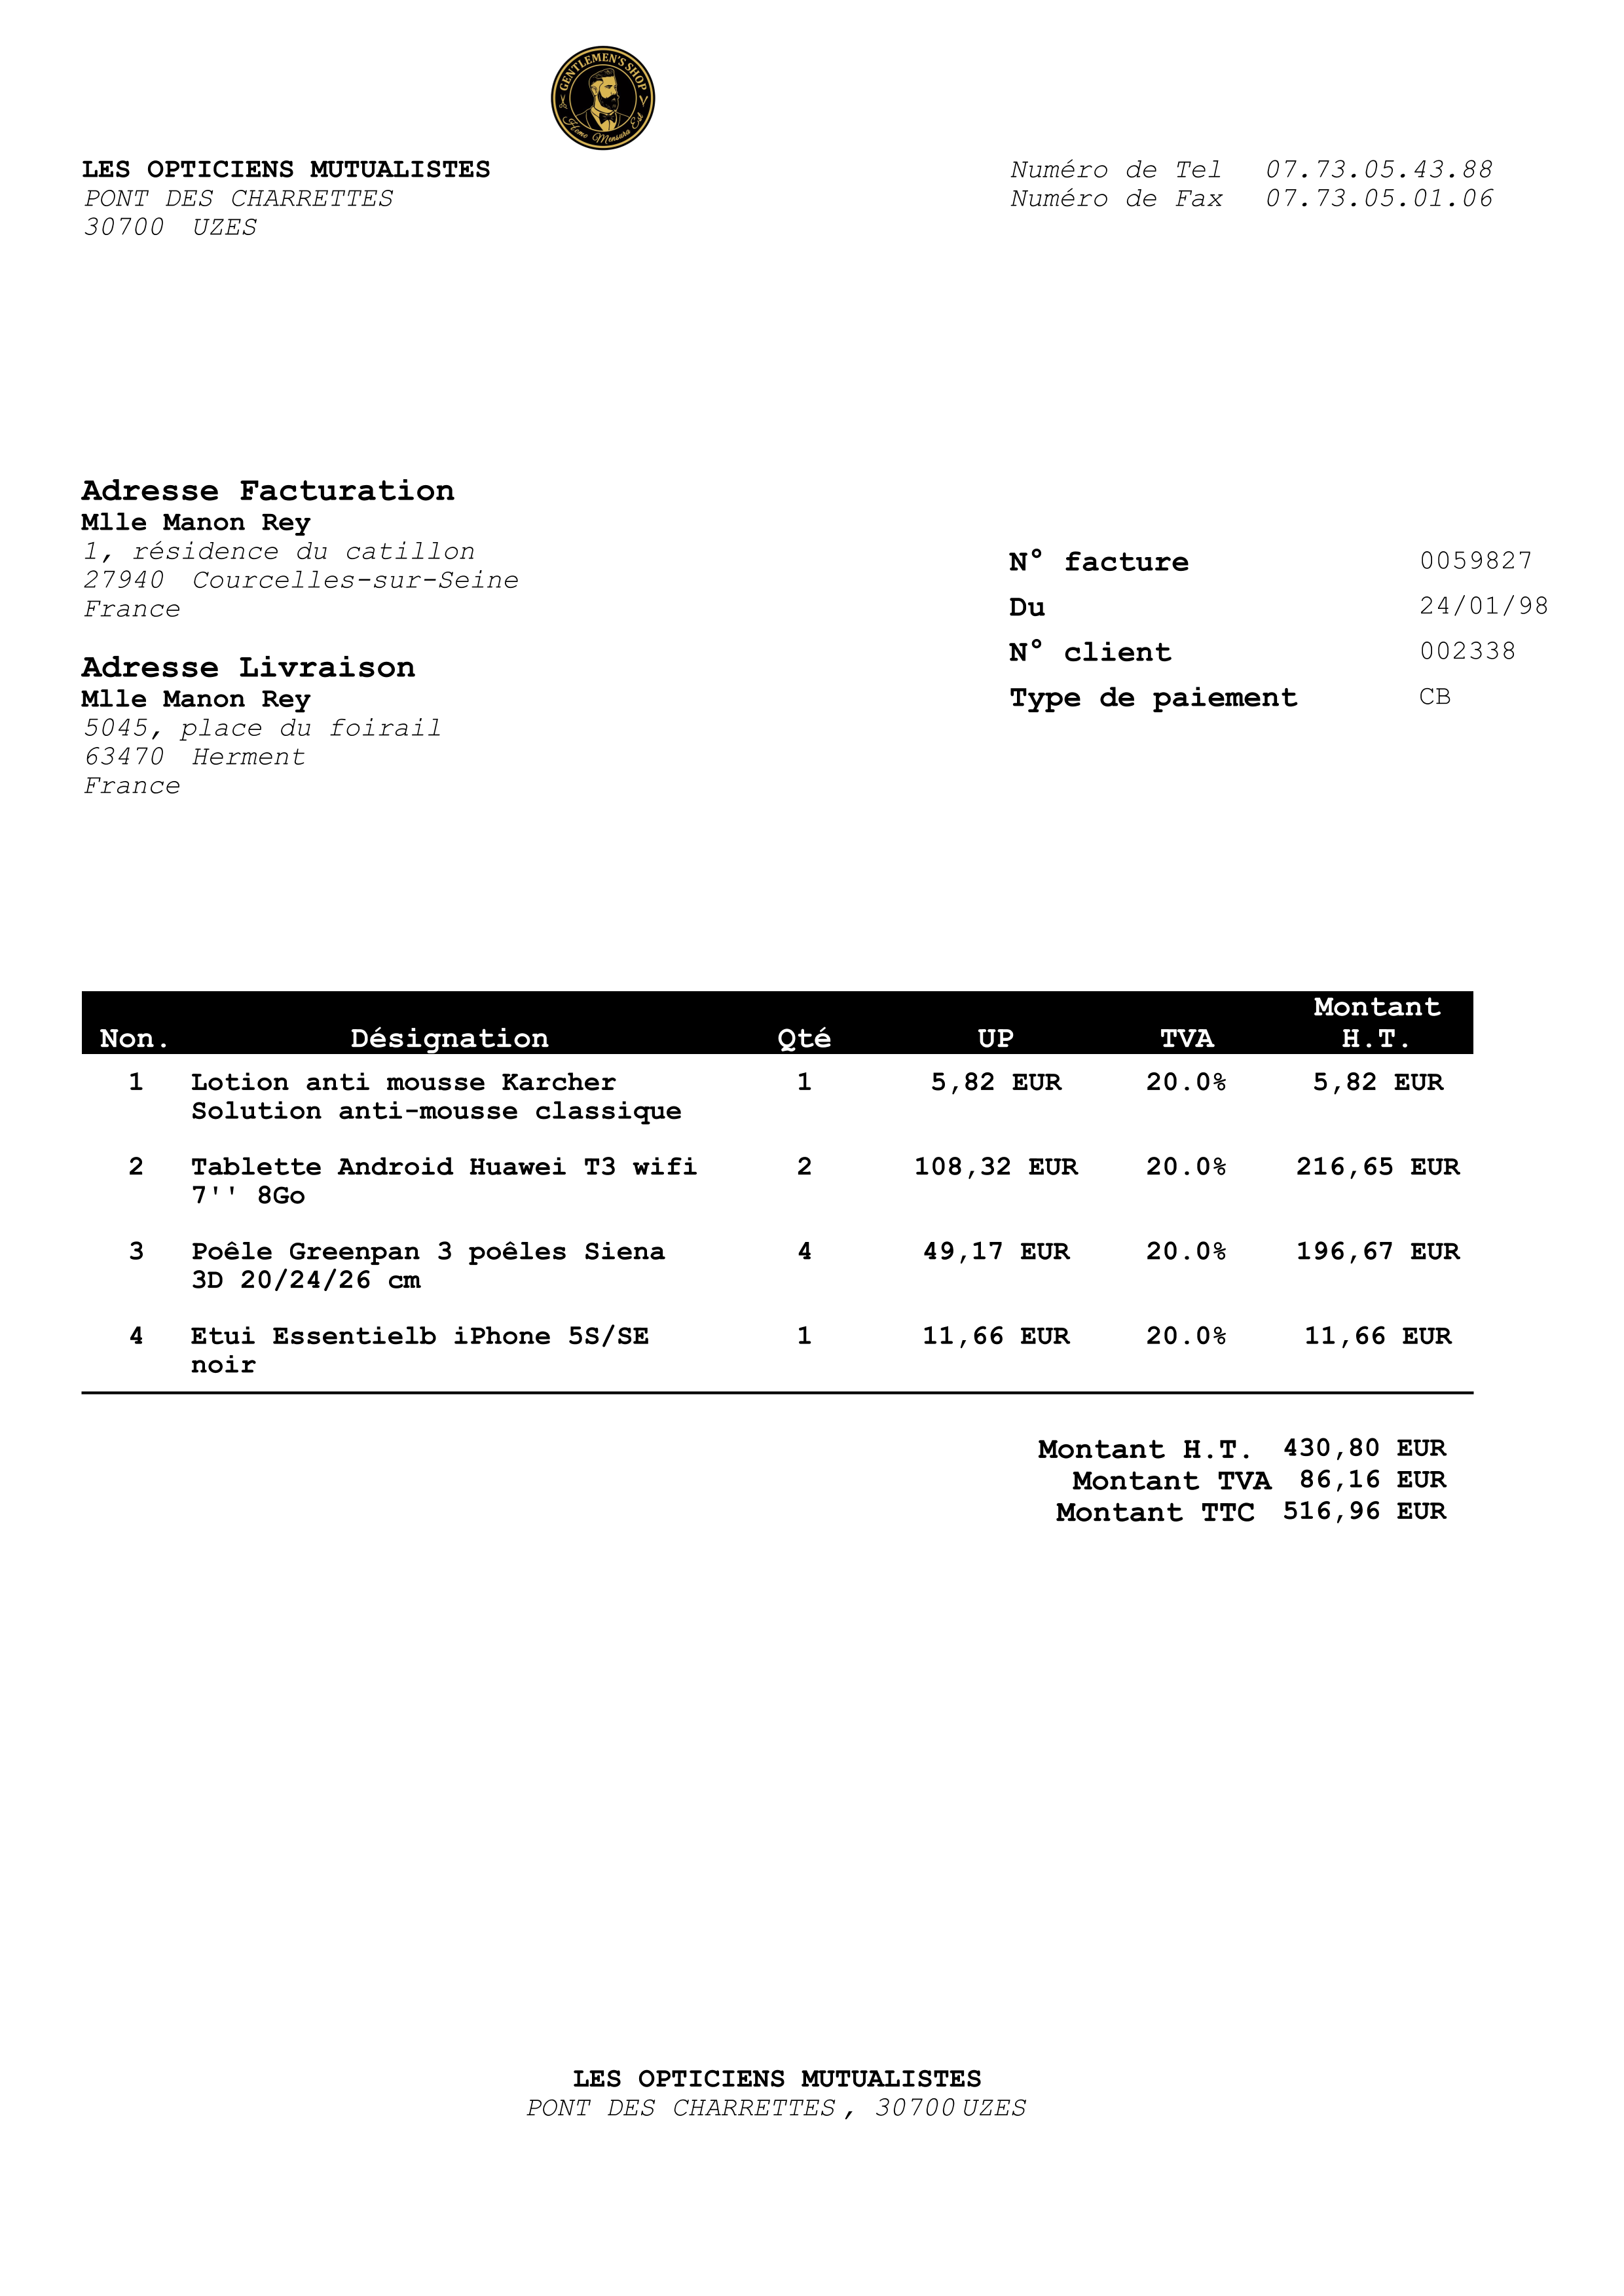 GENTLEMEN'S SHOP
Homo Mensura Est
LES OPTICIENS MUTUALISTES
PONT DES CHARRETTES
30700 UZES
Numéro de Tel 07.73.05.43.88
Numéro de Fax 07.73.05.01.06
Adresse Facturation
Mlle Manon Rey
1, résidence du catillon
27940 Courcelles-sur-Seine
France
Adresse Livraison
Mlle Manon Rey
5045, place du foirail
63470 Herment
France
N° facture 0059827
Du 24/01/98
N° client 002338
Type de paiement CB
Montant
Non. Désignation Qté UP TVA H.T.
1 Lotion anti mousse Karcher 1 5,82 EUR 20.0% 5,82 EUR
Solution anti-mousse classique
2 Tablette Android Huawei T3 wifi 2 108,32 EUR 20.0% 216,65 EUR
7'' 8Go
3 Poêle Greenpan 3 poêles Siena 4 49,17 EUR 20.0% 196,67 EUR
3D 20/24/26 cm
4 Etui Essentielb iPhone 5S/SE 1 11,66 EUR 20.0% 11,66 EUR
noir
Montant H.T. 430,80 EUR
Montant TVA 86,16 EUR
Montant TTC 516,96 EUR
LES OPTICIENS MUTUALISTES
PONT DES CHARRETTES , 30700 UZES